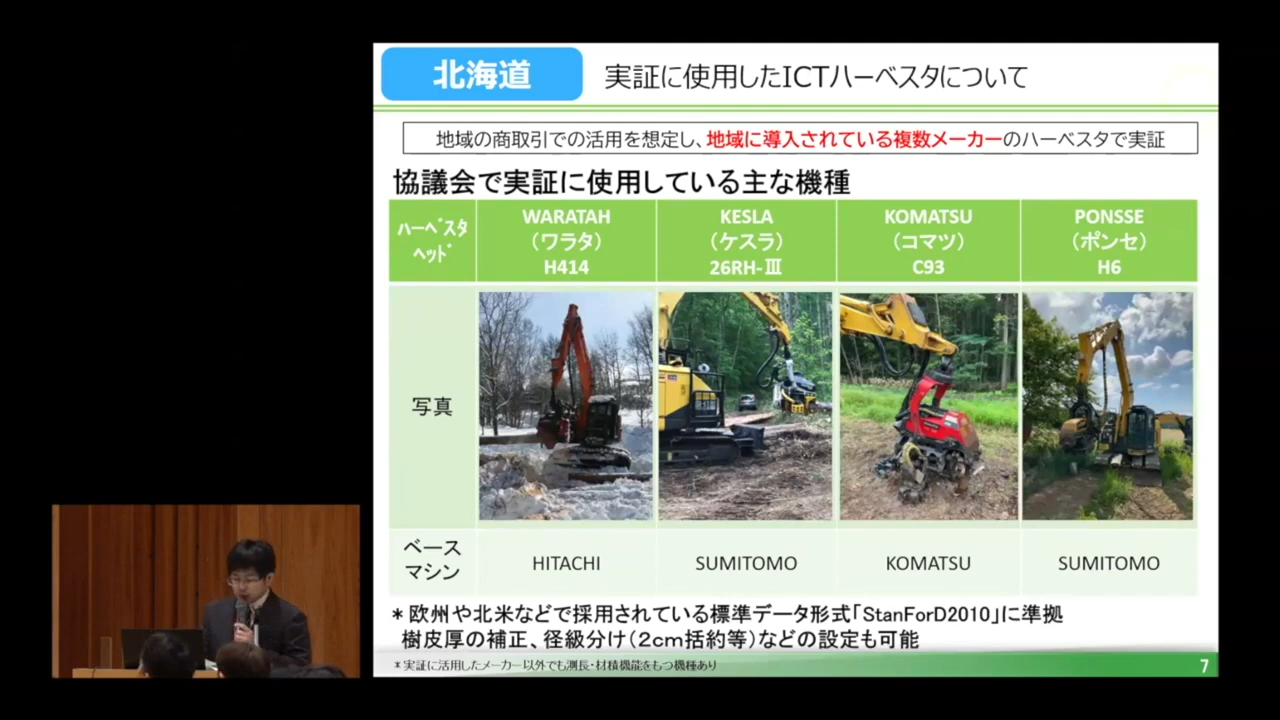 北海道
実証に使用したICTハーベスタについて
地域の商取引での活用を想定し、地域に導入されている複数メーカーのハーベスタで実証
協議会で実証に使用している主な機種
ハーベスタ
ヘッド
WARATAH
（ワラタ）
H414
KESLA
（ケスラ）
26RH-Ⅲ
KOMATSU
（コマツ）
C93
PONSSE
（ポンセ）
H6
写真
ベース
マシン
HITACHI
SUMITOMO
KOMATSU
SUMITOMO
＊欧州や北米などで採用されている標準データ形式「StanForD2010」に準拠
樹皮厚の補正、径級分け（２cm括約等）などの設定も可能
＊実証に活用したメーカー以外でも測長・材積機能をもつ機種あり
7